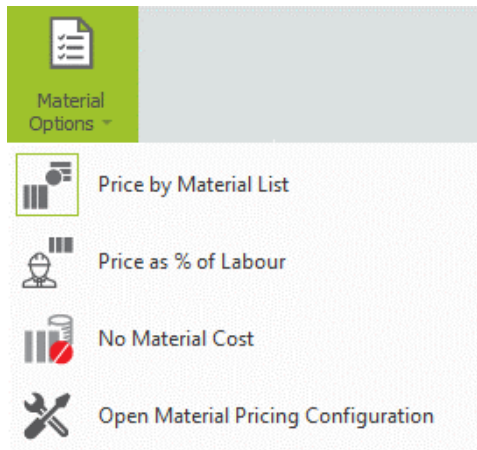 Material
Options
Price by Material List
Price as % of Labour
No Material Cost
Open Material Pricing Configuration